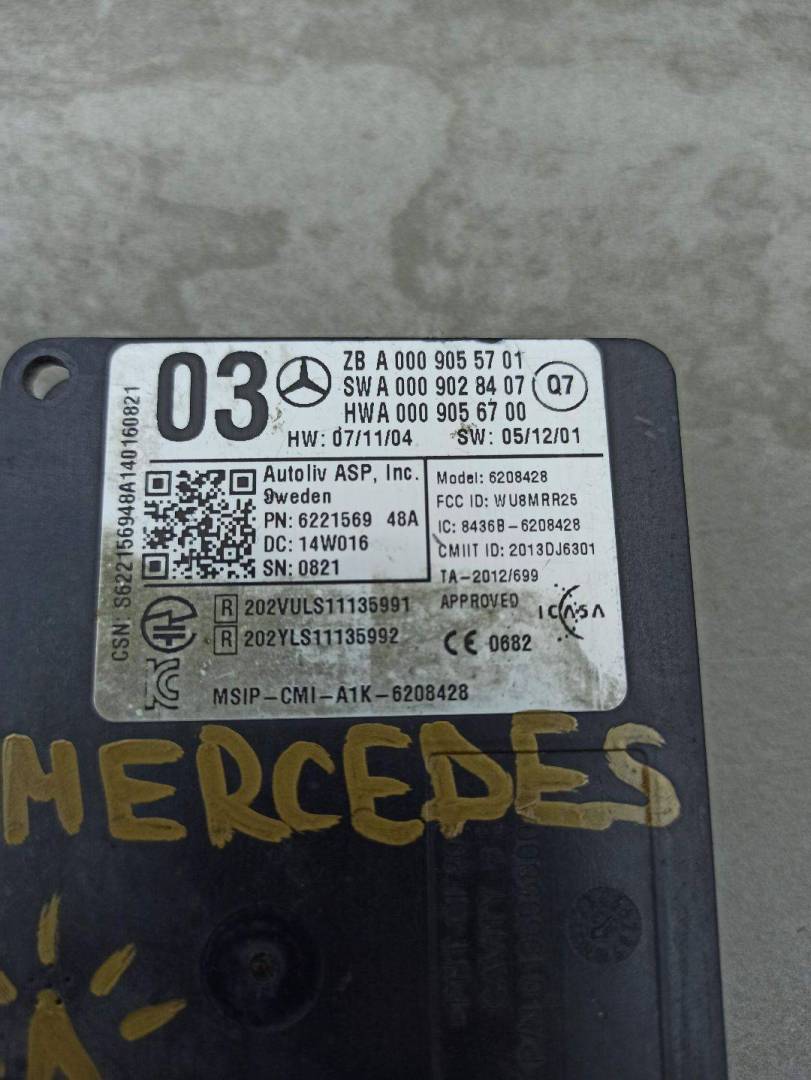 03
ZB A 000 905 57 01
SW A 000 902 84 07
HW A 000 905 67 00
Q7
HW: 07/11/04 SW: 05/12/01
Autoliv ASP, Inc.
Sweden
PN: 6221569 48A
DC: 14W016
SN: 0821
Model: 6208428
FCC ID: WU8MRR25
IC: 8436B-6208428
CMIIT ID: 2013DJ6301
TA-2012/699
APPROVED ICASA
CE 0682
CSN: S622156948A140160821
R 202VULS11135991
R 202YLS11135992
MSIP-CMI-A1K-6208428
MERCEDES